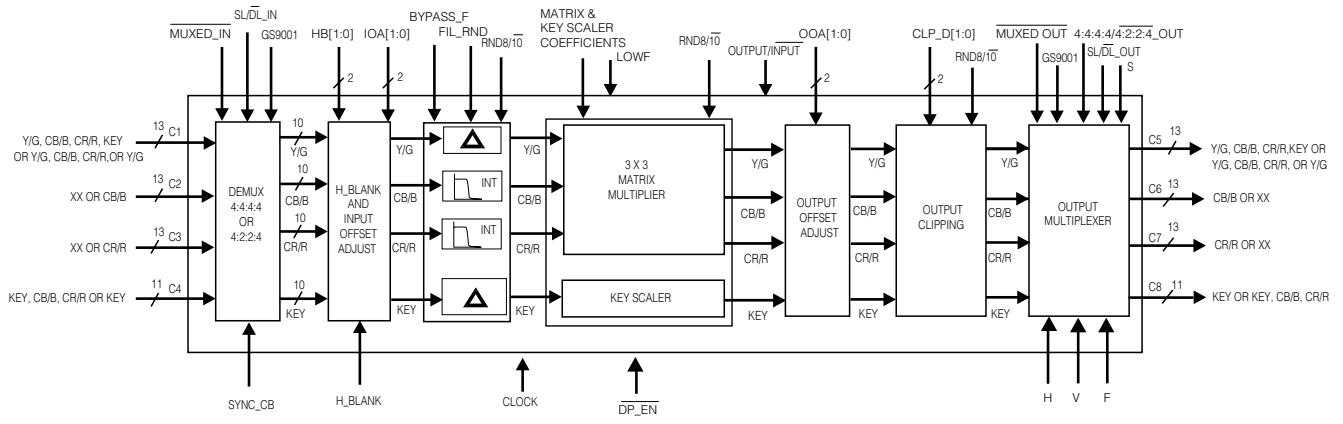 MUXED_IN
SL/DL_IN
GS9001
HB[1:0]
IOA[1:0]
BYPASS_F
FIL_RND
RND8/10
MATRIX &
KEY SCALER
COEFFICIENTS
LOWF
RND8/10
OUTPUT/INPUT
OOA[1:0]
CLP_D[1:0]
RND8/10
MUXED OUT
GS9001
4:4:4:4/4:2:2:4_OUT
SL/DL_OUT
S
2
2
2
2
13 C1
Y/G, CB/B, CR/R, KEY
OR Y/G, CB/B, CR/R,OR Y/G
13 C2
XX OR CB/B
13 C3
XX OR CR/R
11 C4
KEY, CB/B, CR/R OR KEY
DEMUX
4:4:4:4
OR
4:2:2:4
10
Y/G
10
CB/B
10
CR/R
10
KEY
H_BLANK
AND
INPUT
OFFSET
ADJUST
Y/G
CB/B
CR/R
KEY
Δ
INT
INT
Δ
Y/G
CB/B
CR/R
KEY
3 X 3
MATRIX
MULTIPLIER
KEY SCALER
Y/G
CB/B
CR/R
KEY
OUTPUT
OFFSET
ADJUST
Y/G
CB/B
CR/R
KEY
OUTPUT
CLIPPING
Y/G
CB/B
CR/R
KEY
OUTPUT
MULTIPLEXER
C5 13
Y/G, CB/B, CR/R,KEY OR
Y/G, CB/B, CR/R, OR Y/G
C6 13
CB/B OR XX
C7 13
CR/R OR XX
C8 11
KEY OR KEY, CB/B, CR/R
SYNC_CB
H_BLANK
CLOCK
DP_EN
H
V
F